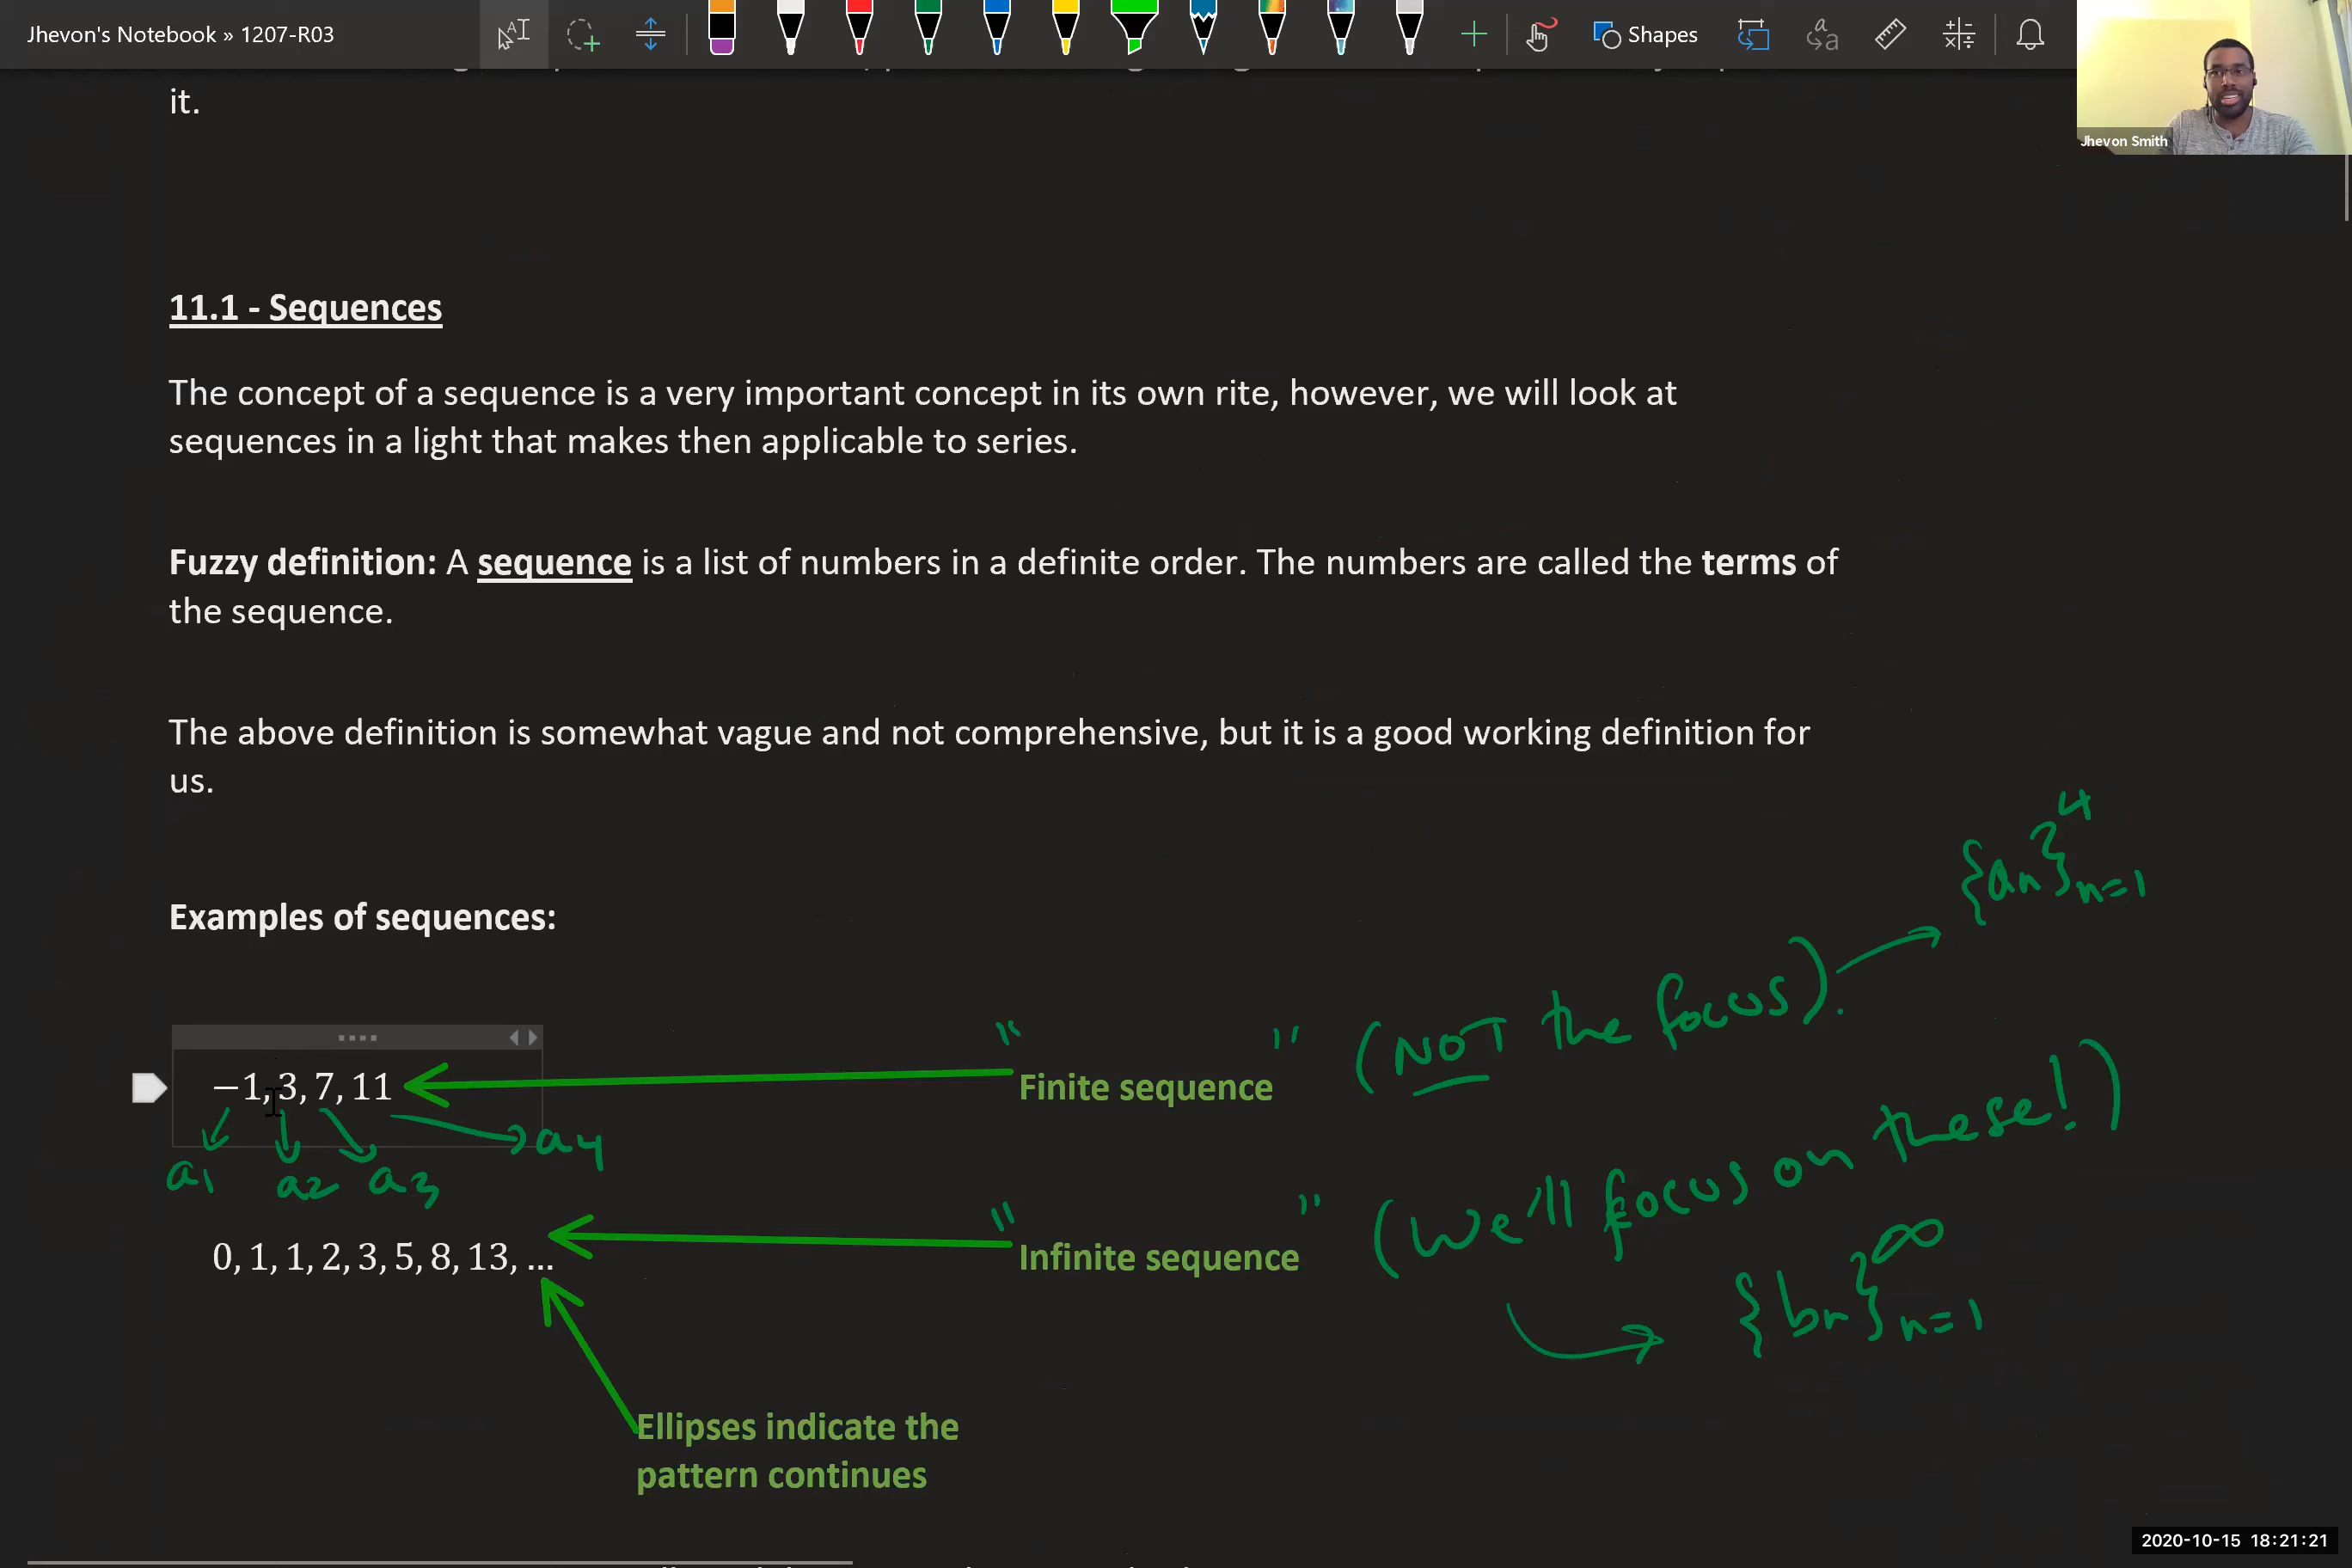 Jhevon's Notebook » 1207-R03
Shapes
Jhevon Smith
it.
11.1 - Sequences
The concept of a sequence is a very important concept in its own rite, however, we will look at
sequences in a light that makes then applicable to series.
Fuzzy definition: A sequence is a list of numbers in a definite order. The numbers are called the terms of
the sequence.
The above definition is somewhat vague and not comprehensive, but it is a good working definition for
us.
{an}⁴n=1
Examples of sequences:
−1, 3, 7, 11
"Finite sequence" (NOT the focus).
a1 a2 a3 a4
0, 1, 1, 2, 3, 5, 8, 13, ...
"Infinite sequence" (We'll focus on these!)
{bn}∞n=1
Ellipses indicate the
pattern continues
2020-10-15 18:21:21